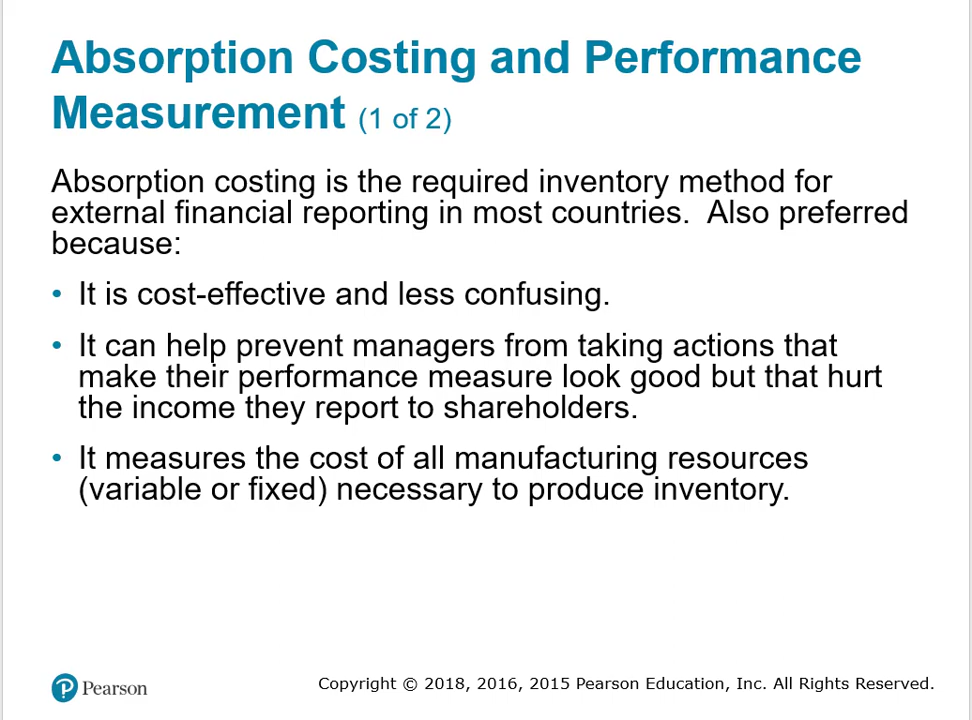 Absorption Costing and Performance
Measurement (1 of 2)
Absorption costing is the required inventory method for
external financial reporting in most countries.  Also preferred
because:
• It is cost-effective and less confusing.
• It can help prevent managers from taking actions that
make their performance measure look good but that hurt
the income they report to shareholders.
• It measures the cost of all manufacturing resources
(variable or fixed) necessary to produce inventory.
Pearson
Copyright © 2018, 2016, 2015 Pearson Education, Inc. All Rights Reserved.